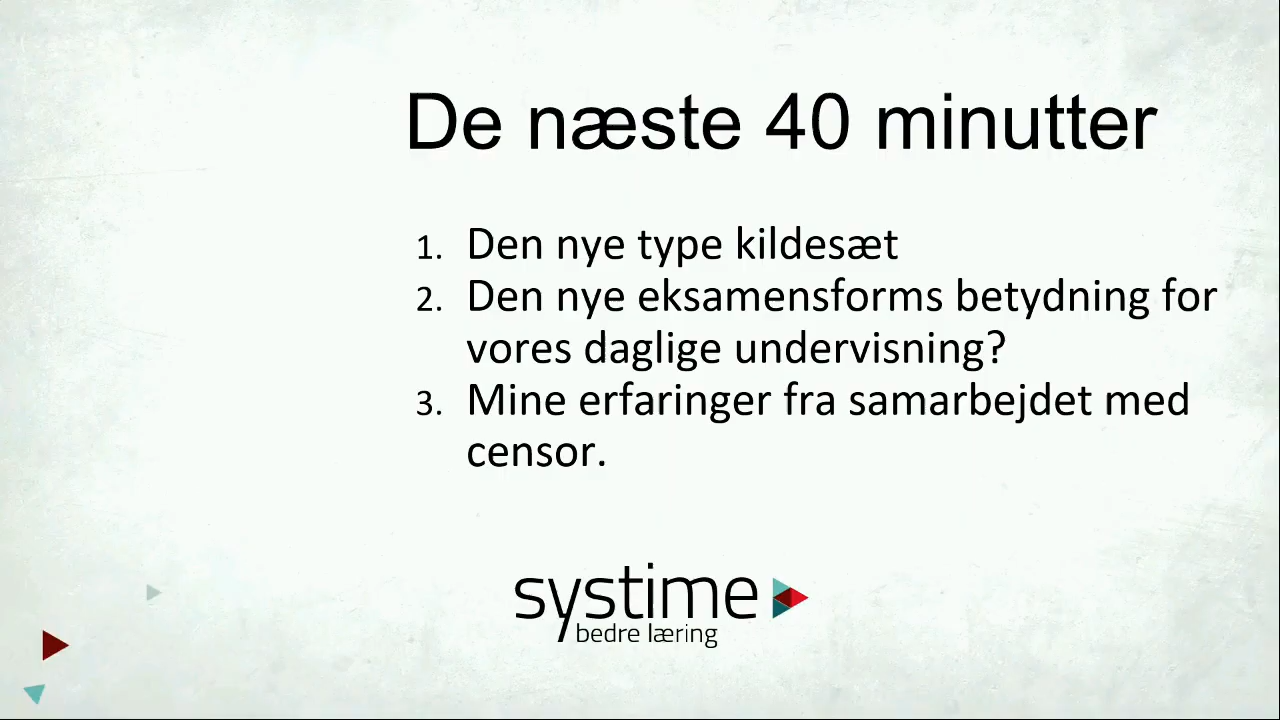 De næste 40 minutter
1. Den nye type kildesæt
2. Den nye eksamensforms betydning for
vores daglige undervisning?
3. Mine erfaringer fra samarbejdet med
censor.
systime
bedre læring